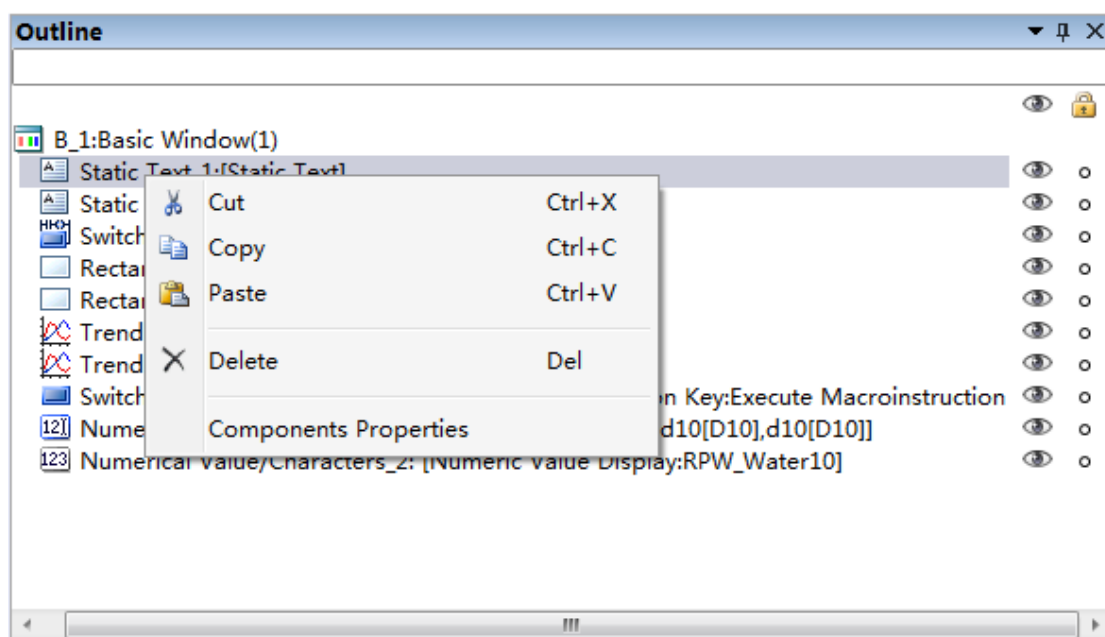 Outline
B_1:Basic Window(1)
Static Text_1:[Static Text]
Static
Cut Ctrl+X
Switch
Copy Ctrl+C
Rectan
Paste Ctrl+V
Rectan
Trend
Trend
Delete Del
Switch n Key:Execute Macroinstruction
Nume d10[D10],d10[D10]]
Components Properties
Numerical Value/Characters_2: [Numeric Value Display:RPW_Water10]